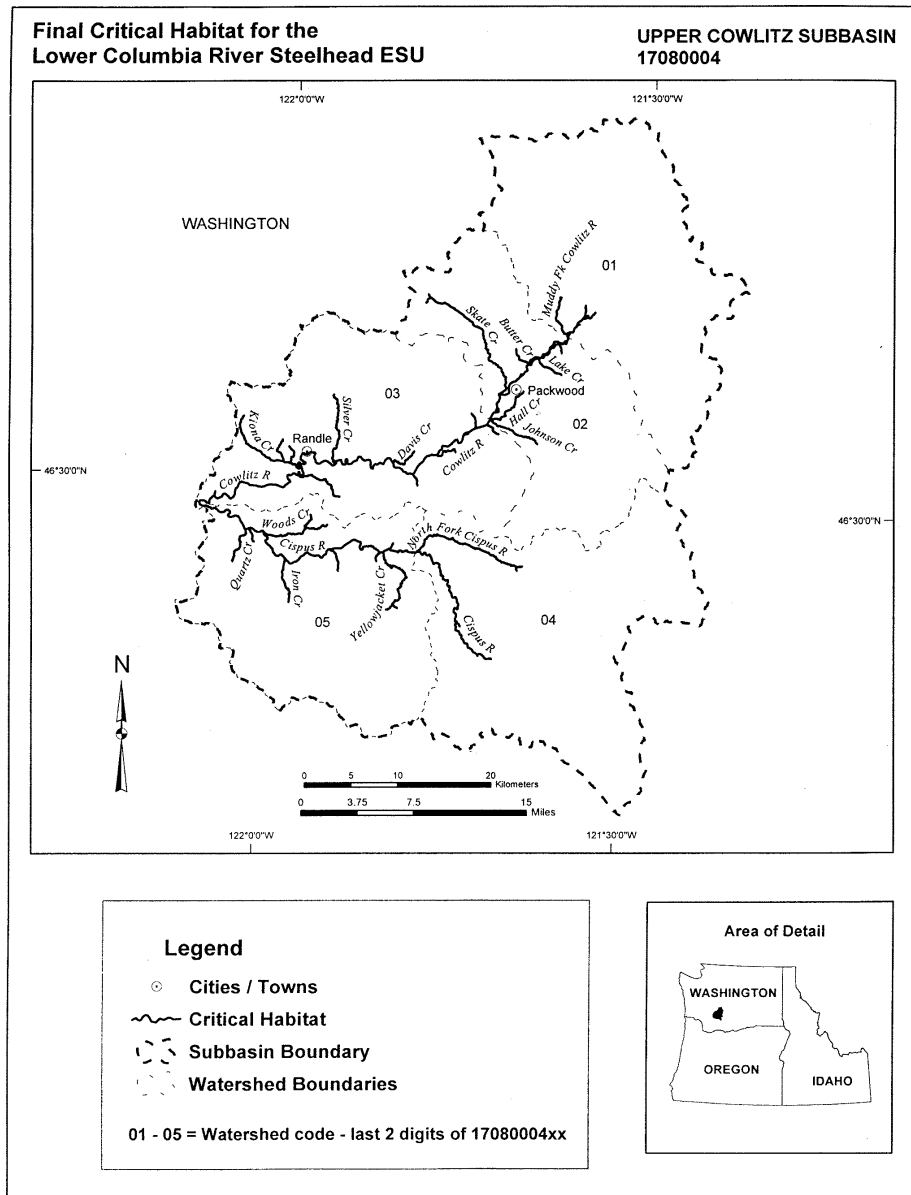 Final Critical Habitat for the
Lower Columbia River Steelhead ESU
UPPER COWLITZ SUBBASIN
17080004
122°0'0"W
121°30'0"W
WASHINGTON
Muddy Fk Cowlitz R
01
Skate Cr
Butter Cr
Lake Cr
Packwood
03
Silver Cr
Hall Cr
02
Kiona Cr
Randle
Davis Cr
Johnson Cr
Cowlitz R
46°30'0"N
Cowlitz R
46°30'0"N
Woods Cr
North Fork Cispus R
Cispus R
Quartz Cr
Iron Cr
Yellowjacket Cr
05
04
Cispus R
N
0 5 10 20
Kilometers
0 3.75 7.5 15
Miles
122°0'0"W
121°30'0"W
Legend
Cities / Towns
Critical Habitat
Subbasin Boundary
Watershed Boundaries
01 - 05 = Watershed code - last 2 digits of 17080004xx
Area of Detail
WASHINGTON
OREGON
IDAHO